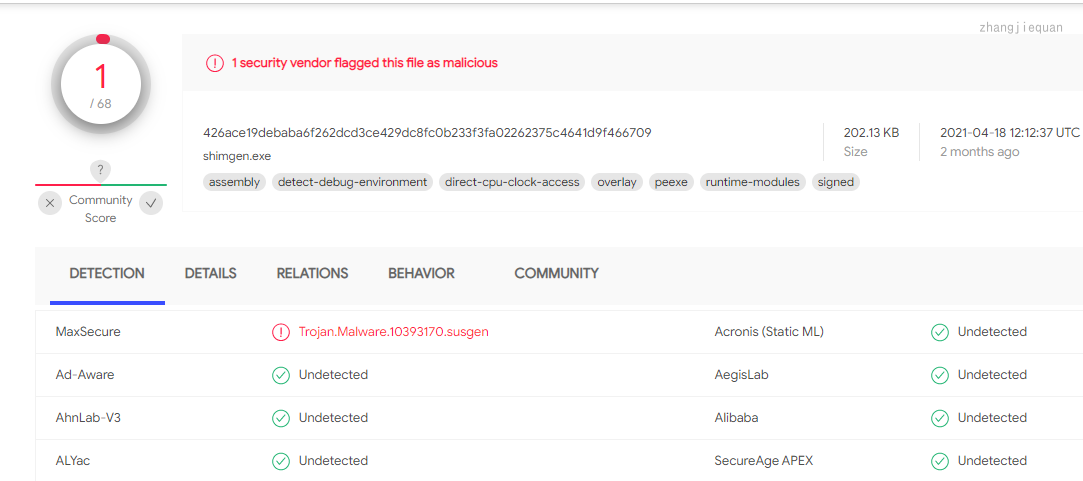 zhangjiequan
1
/ 68
1 security vendor flagged this file as malicious
426ace19debaba6f262dcd3ce429dc8fc0b233f3fa02262375c4641d9f466709
shimgen.exe
202.13 KB
Size
2021-04-18 12:12:37 UTC
2 months ago
assembly detect-debug-environment direct-cpu-clock-access overlay peexe runtime-modules signed
?
Community
Score
DETECTION DETAILS RELATIONS BEHAVIOR COMMUNITY
MaxSecure Trojan.Malware.10393170.susgen Acronis (Static ML) Undetected
Ad-Aware Undetected AegisLab Undetected
AhnLab-V3 Undetected Alibaba Undetected
ALYac Undetected SecureAge APEX Undetected